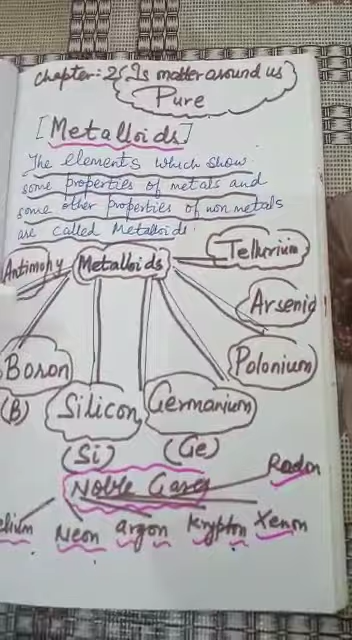 Chapter: 2 Is matter around us
Pure
[Metalloids]
The elements which show
some properties of metals and
some other properties of non metals
are called Metalloids
Antimony Metalloids Tellurium
Arsenic
Polonium
Boron
(B)
Silicon
(Si)
Germanium
(Ge)
Noble Gases
Radon
elium Neon argon Krypton Xenon